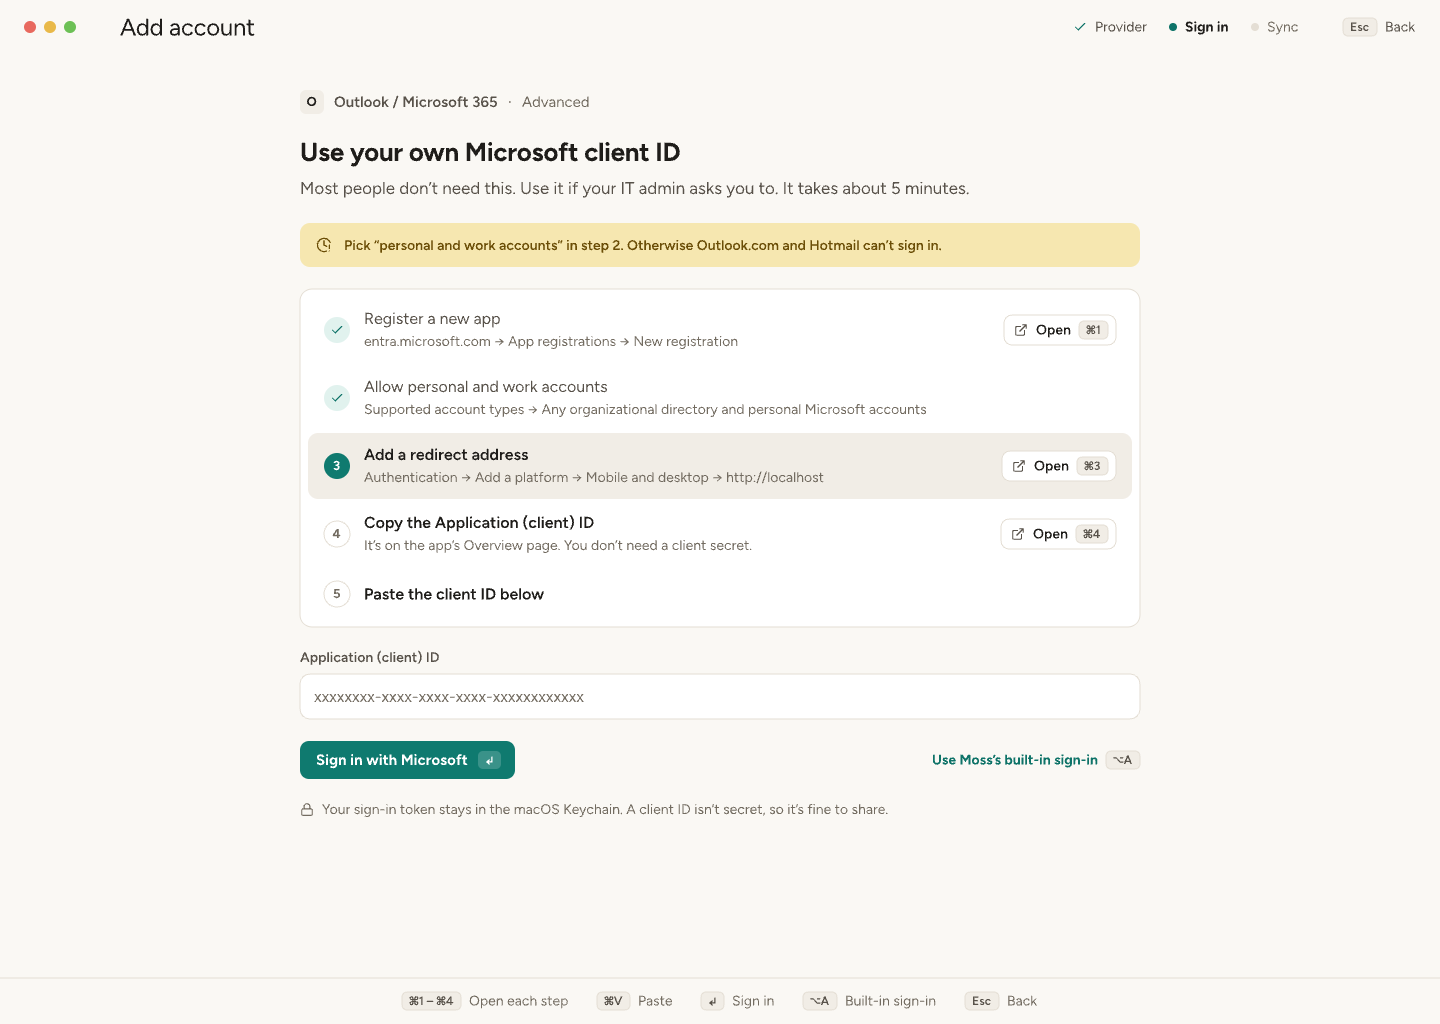 Add account
Provider
Sign in
Sync
Esc Back
O Outlook / Microsoft 365 · Advanced
Use your own Microsoft client ID
Most people don’t need this. Use it if your IT admin asks you to. It takes about 5 minutes.
Pick “personal and work accounts” in step 2. Otherwise Outlook.com and Hotmail can’t sign in.
Register a new app
entra.microsoft.com → App registrations → New registration
Open ⌘1
Allow personal and work accounts
Supported account types → Any organizational directory and personal Microsoft accounts
3 Add a redirect address
Authentication → Add a platform → Mobile and desktop → http://localhost
Open ⌘3
4 Copy the Application (client) ID
It’s on the app’s Overview page. You don’t need a client secret.
Open ⌘4
5 Paste the client ID below
Application (client) ID
xxxxxxxx-xxxx-xxxx-xxxx-xxxxxxxxxxxx
Sign in with Microsoft ↲
Use Moss’s built-in sign-in ⌥A
Your sign-in token stays in the macOS Keychain. A client ID isn’t secret, so it’s fine to share.
⌘1 – ⌘4 Open each step ⌘V Paste ↲ Sign in ⌥A Built-in sign-in Esc Back